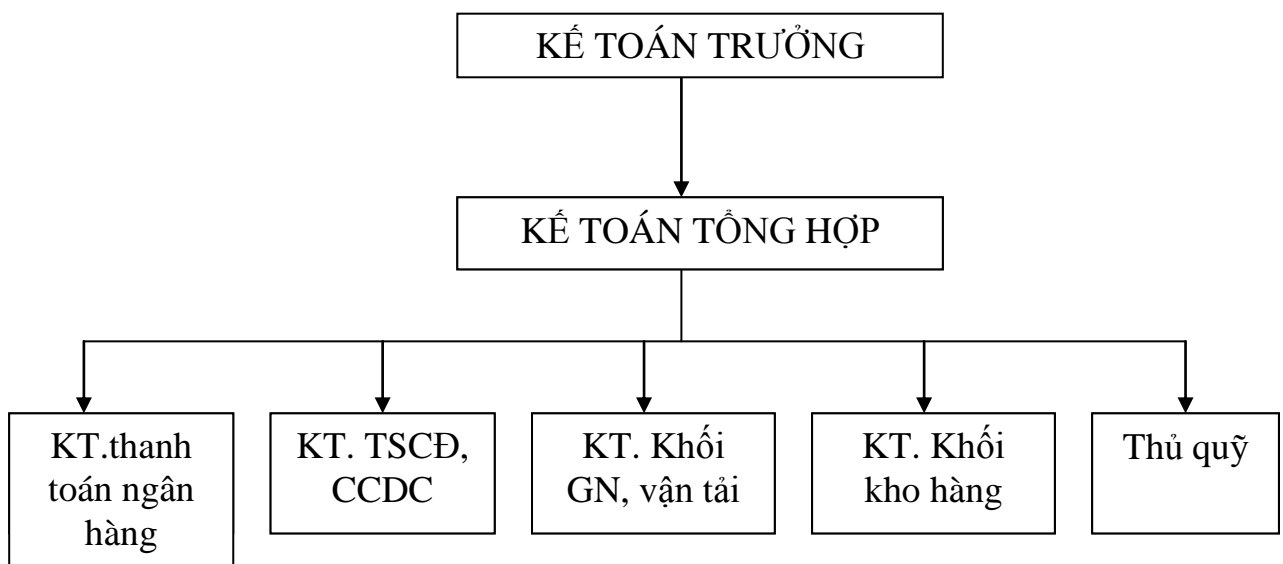 KẾ TOÁN TRƯỞNG
KẾ TOÁN TỔNG HỢP
KT.thanh
toán ngân
hàng
KT. TSCĐ,
CCDC
KT. Khối
GN, vận tải
KT. Khối
kho hàng
Thủ quỹ